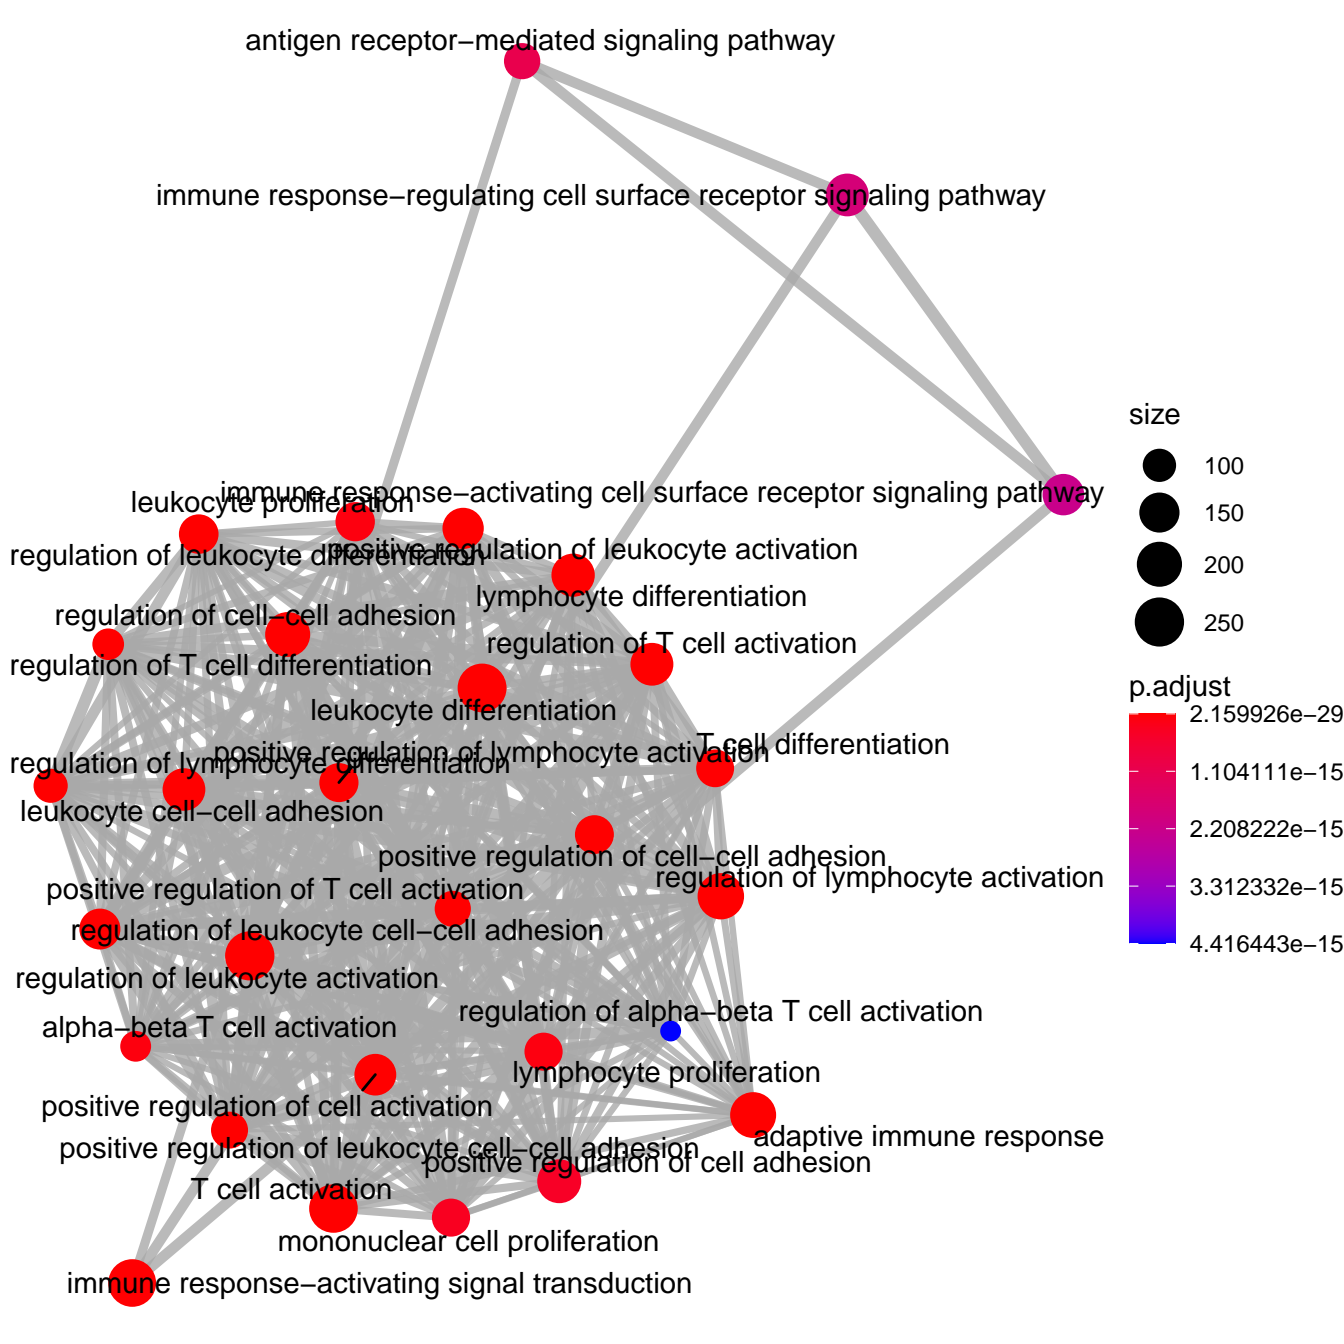 antigen receptor−mediated signaling pathway
immune response−regulating cell surface receptor signaling pathway
immune response−activating cell surface receptor signaling pathway
leukocyte proliferation
positive regulation of leukocyte activation
regulation of leukocyte differentiation
lymphocyte differentiation
regulation of cell−cell adhesion
regulation of T cell activation
regulation of T cell differentiation
leukocyte differentiation
T cell differentiation
positive regulation of lymphocyte activation
regulation of lymphocyte differentiation
leukocyte cell−cell adhesion
positive regulation of cell−cell adhesion
regulation of lymphocyte activation
positive regulation of T cell activation
regulation of leukocyte cell−cell adhesion
regulation of leukocyte activation
regulation of alpha−beta T cell activation
alpha−beta T cell activation
lymphocyte proliferation
positive regulation of cell activation
adaptive immune response
positive regulation of leukocyte cell−cell adhesion
positive regulation of cell adhesion
T cell activation
mononuclear cell proliferation
immune response−activating signal transduction
size
100
150
200
250
p.adjust
2.159926e−29
1.104111e−15
2.208222e−15
3.312332e−15
4.416443e−15